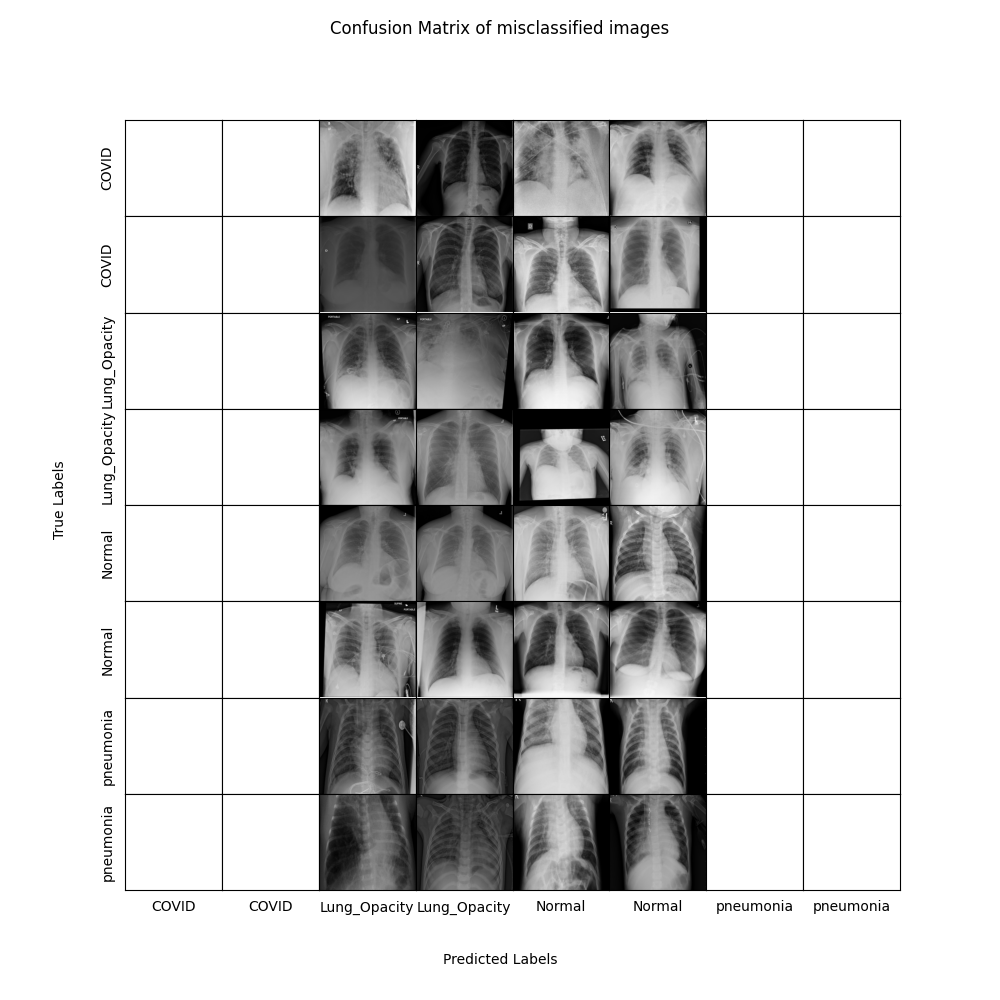 Confusion Matrix of misclassified images
True Labels
COVID
COVID
Lung_Opacity
Lung_Opacity
Normal
Normal
pneumonia
pneumonia
COVID COVID Lung_Opacity Lung_Opacity Normal Normal pneumonia pneumonia
Predicted Labels